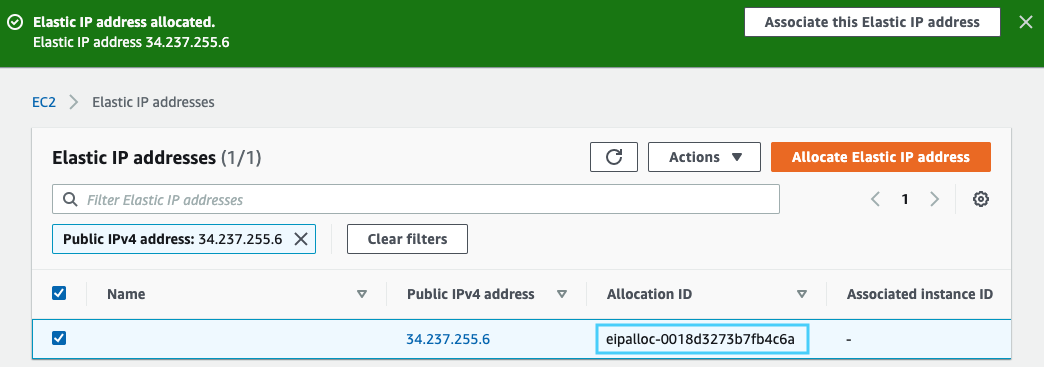 Elastic IP address allocated.
Elastic IP address 34.237.255.6
Associate this Elastic IP address
EC2 Elastic IP addresses
Elastic IP addresses (1/1)
Actions
Allocate Elastic IP address
Filter Elastic IP addresses
1
Public IPv4 address: 34.237.255.6
Clear filters
Name Public IPv4 address Allocation ID Associated instance ID
34.237.255.6 eipalloc-0018d3273b7fb4c6a -